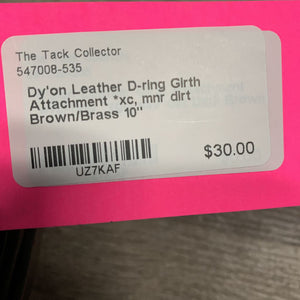 The Tack Collector
547008-535
Dy'on Leather D-ring Girth
Attachment *xc, mnr dirt
Brown/Brass 10"
$30.00
UZ7KAF